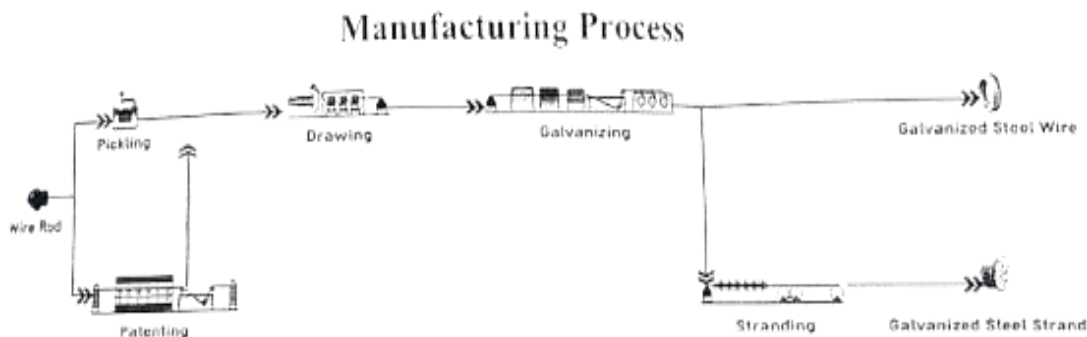 Manufacturing Process
Pickling
Drawing
Galvanizing
Galvanized Steel Wire
Wire Rod
Patenting
Stranding
Galvanized Steel Strand